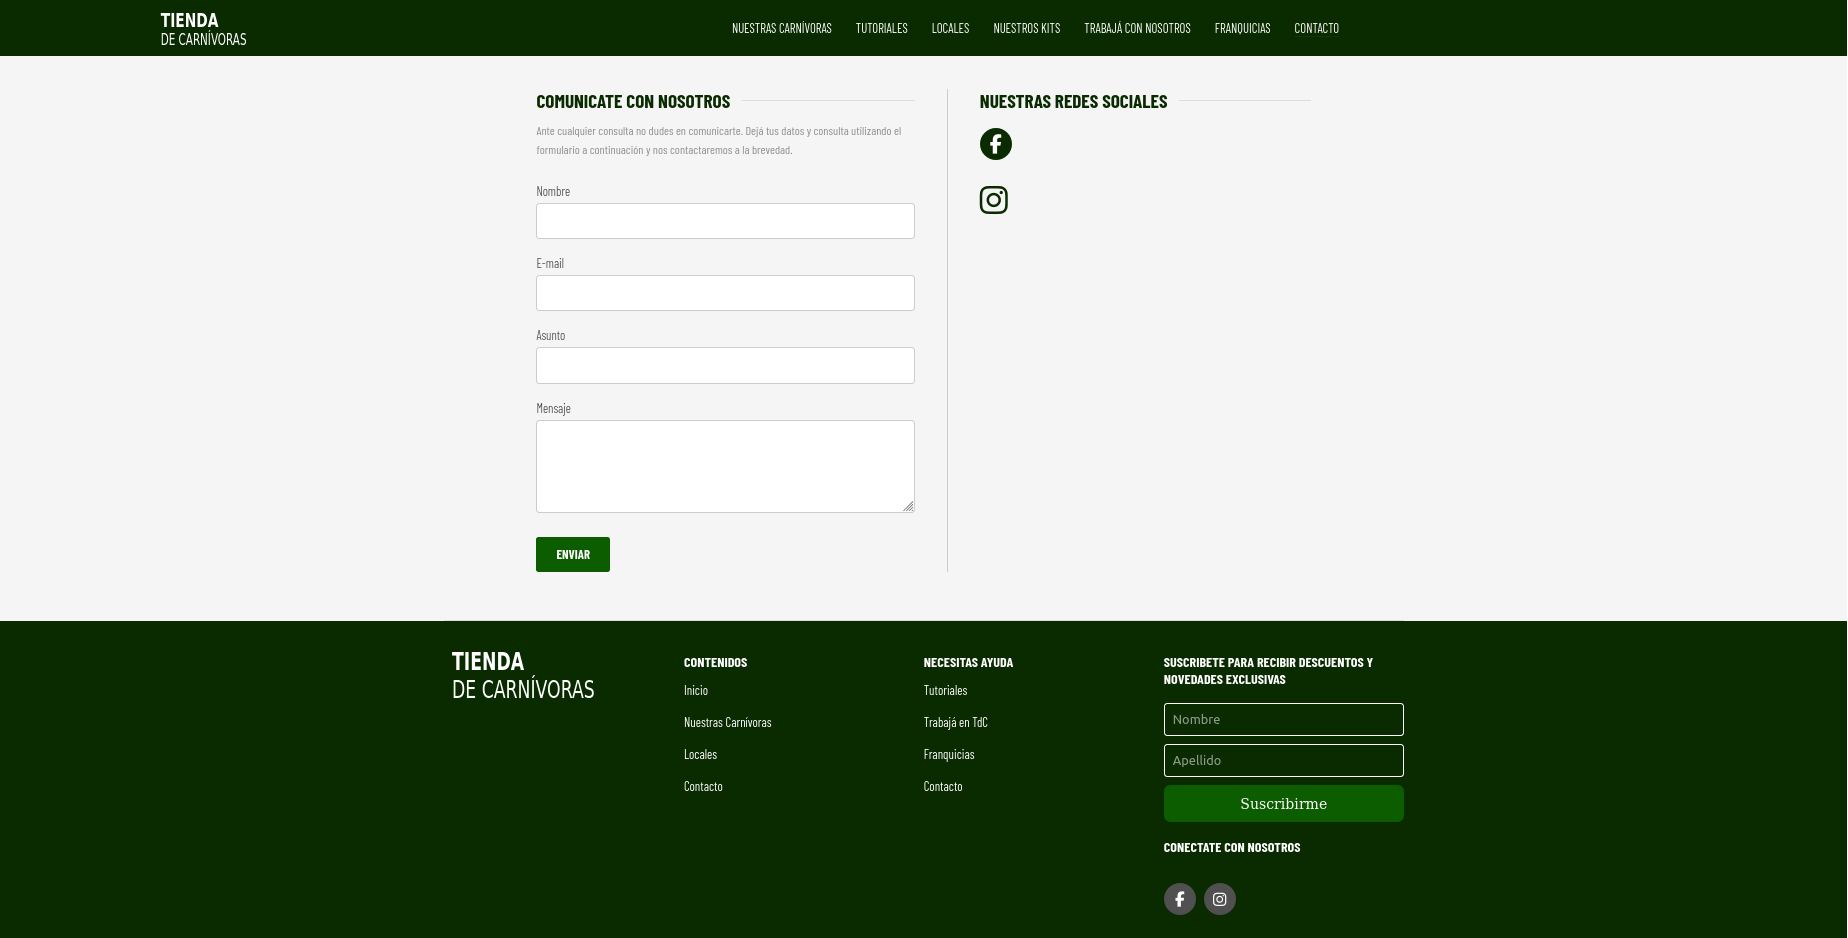 TIENDA
DE CARNÍVORAS
NUESTRAS CARNÍVORAS TUTORIALES LOCALES NUESTROS KITS TRABAJÁ CON NOSOTROS FRANQUICIAS CONTACTO
COMUNICATE CON NOSOTROS
Ante cualquier consulta no dudes en comunicarte. Dejá tus datos y consulta utilizando el
formulario a continuación y nos contactaremos a la brevedad.
Nombre
E-mail
Asunto
Mensaje
ENVIAR
NUESTRAS REDES SOCIALES
TIENDA
DE CARNÍVORAS
CONTENIDOS
Inicio
Nuestras Carnívoras
Locales
Contacto
NECESITAS AYUDA
Tutoriales
Trabajá en TdC
Franquicias
Contacto
SUSCRIBETE PARA RECIBIR DESCUENTOS Y
NOVEDADES EXCLUSIVAS
Nombre
Apellido
Suscribirme
CONECTATE CON NOSOTROS